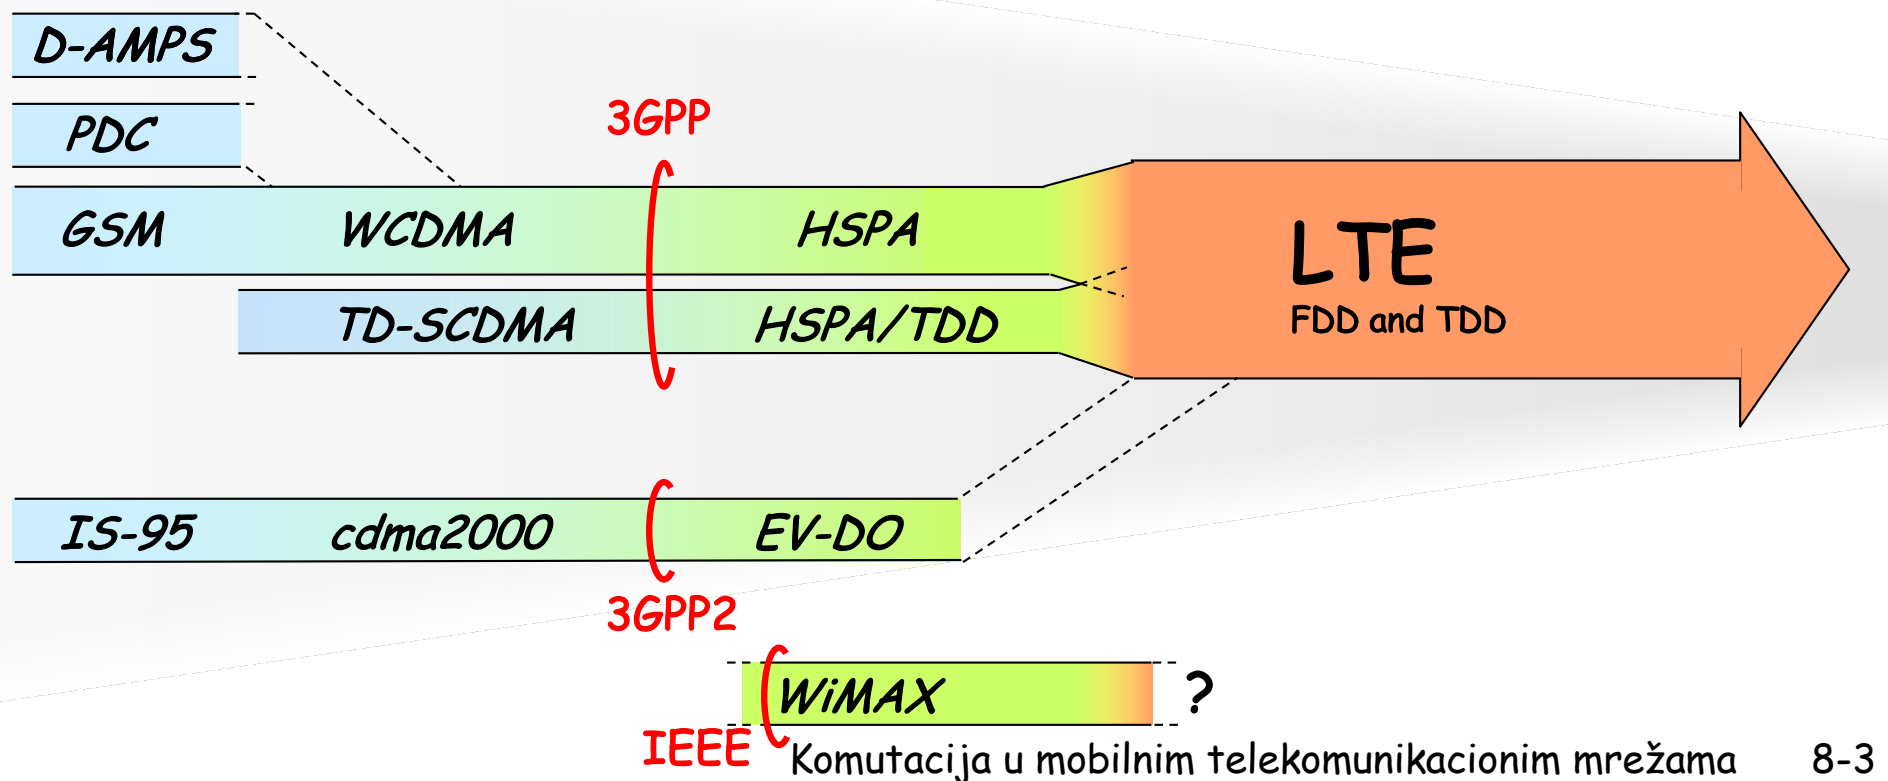 D-AMPS
PDC
3GPP
GSM WCDMA HSPA
LTE
FDD and TDD
TD-SCDMA HSPA/TDD
IS-95 cdma2000 EV-DO
3GPP2
WiMAX ?
IEEE
Komutacija u mobilnim telekomunikacionim mrežama 8-3